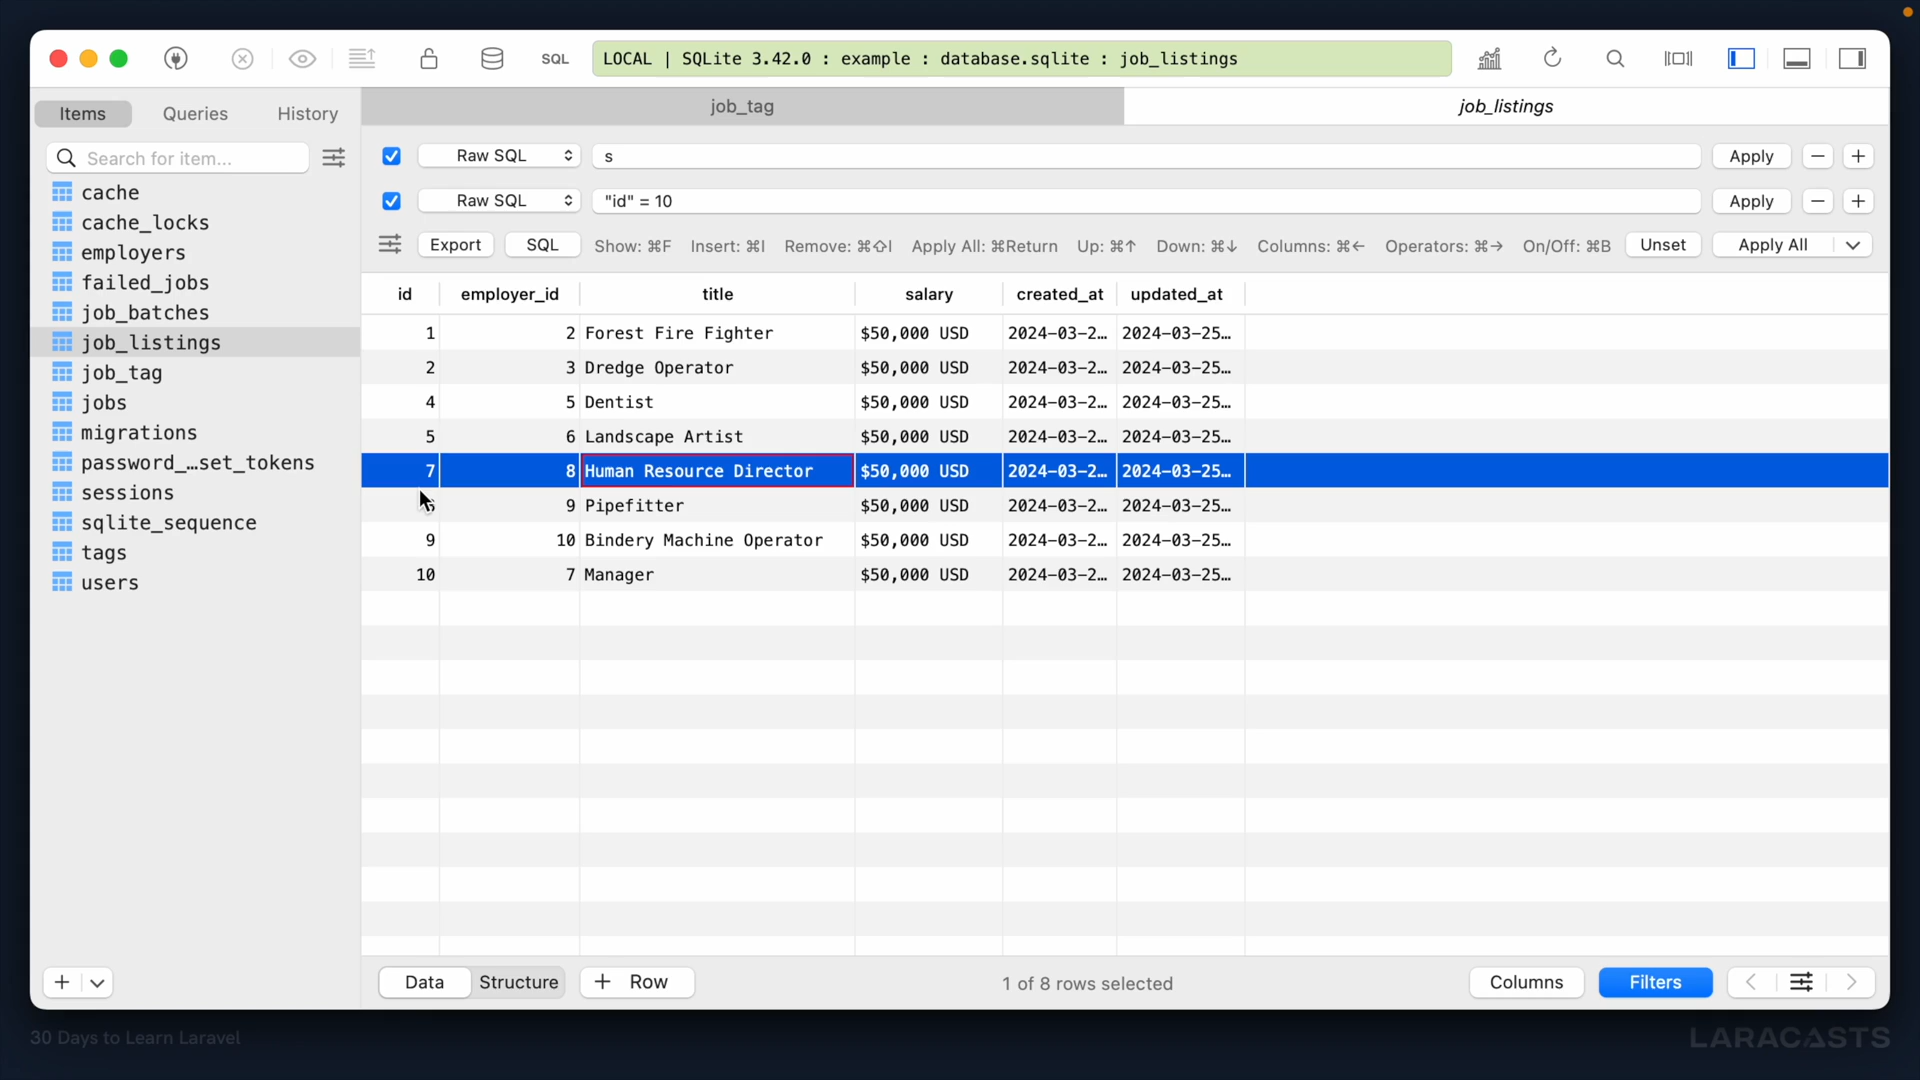 SQL
LOCAL | SQLite 3.42.0 : example : database.sqlite : job_listings
Items Queries History
job_tag
job_listings
Search for item...
cache
cache_locks
employers
failed_jobs
job_batches
job_listings
job_tag
jobs
migrations
password_…set_tokens
sessions
sqlite_sequence
tags
users
Raw SQL s Apply
Raw SQL "id" = 10 Apply
Export SQL Show: ⌘F Insert: ⌘I Remove: ⌘⇧I Apply All: ⌘Return Up: ⌘↑ Down: ⌘↓ Columns: ⌘← Operators: ⌘→ On/Off: ⌘B Unset Apply All
id employer_id title salary created_at updated_at
1 2 Forest Fire Fighter $50,000 USD 2024-03-2… 2024-03-25…
2 3 Dredge Operator $50,000 USD 2024-03-2… 2024-03-25…
4 5 Dentist $50,000 USD 2024-03-2… 2024-03-25…
5 6 Landscape Artist $50,000 USD 2024-03-2… 2024-03-25…
7 8 Human Resource Director $50,000 USD 2024-03-2… 2024-03-25…
9 Pipefitter $50,000 USD 2024-03-2… 2024-03-25…
9 10 Bindery Machine Operator $50,000 USD 2024-03-2… 2024-03-25…
10 7 Manager $50,000 USD 2024-03-2… 2024-03-25…
Data Structure + Row 1 of 8 rows selected Columns Filters
30 Days to Learn Laravel
LARACASTS